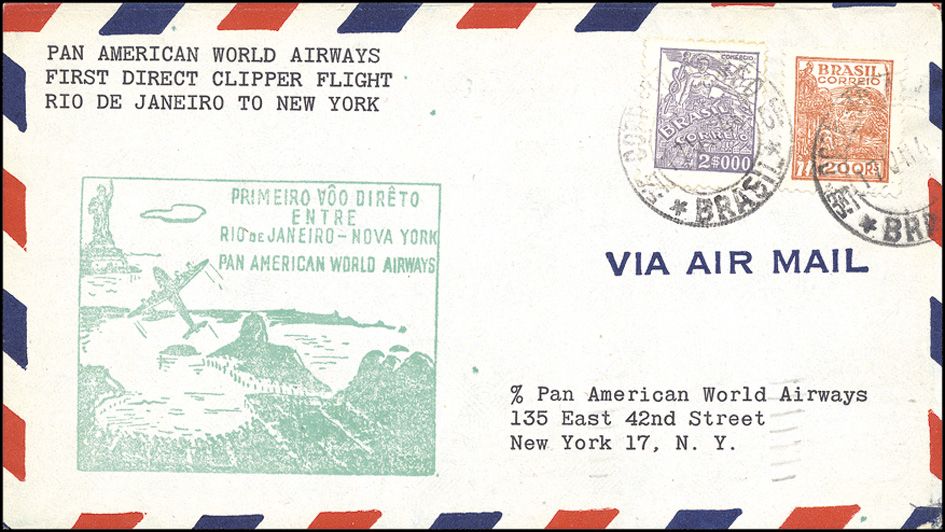 PAN AMERICAN WORLD AIRWAYS
FIRST DIRECT CLIPPER FLIGHT
RIO DE JANEIRO TO NEW YORK
COMERCIO
BRASIL
CORREIO
2$000
BRASIL
CORREIO
200 RS
★ BRASIL ★
★
PRIMEIRO VÔO DIRÊTO
ENTRE
RIO DE JANEIRO - NOVA YORK
PAN AMERICAN WORLD AIRWAYS
VIA AIR MAIL
% Pan American World Airways
135 East 42nd Street
New York 17, N. Y.